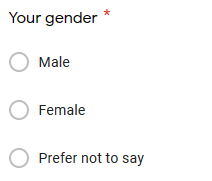 Your gender *
Male
Female
Prefer not to say